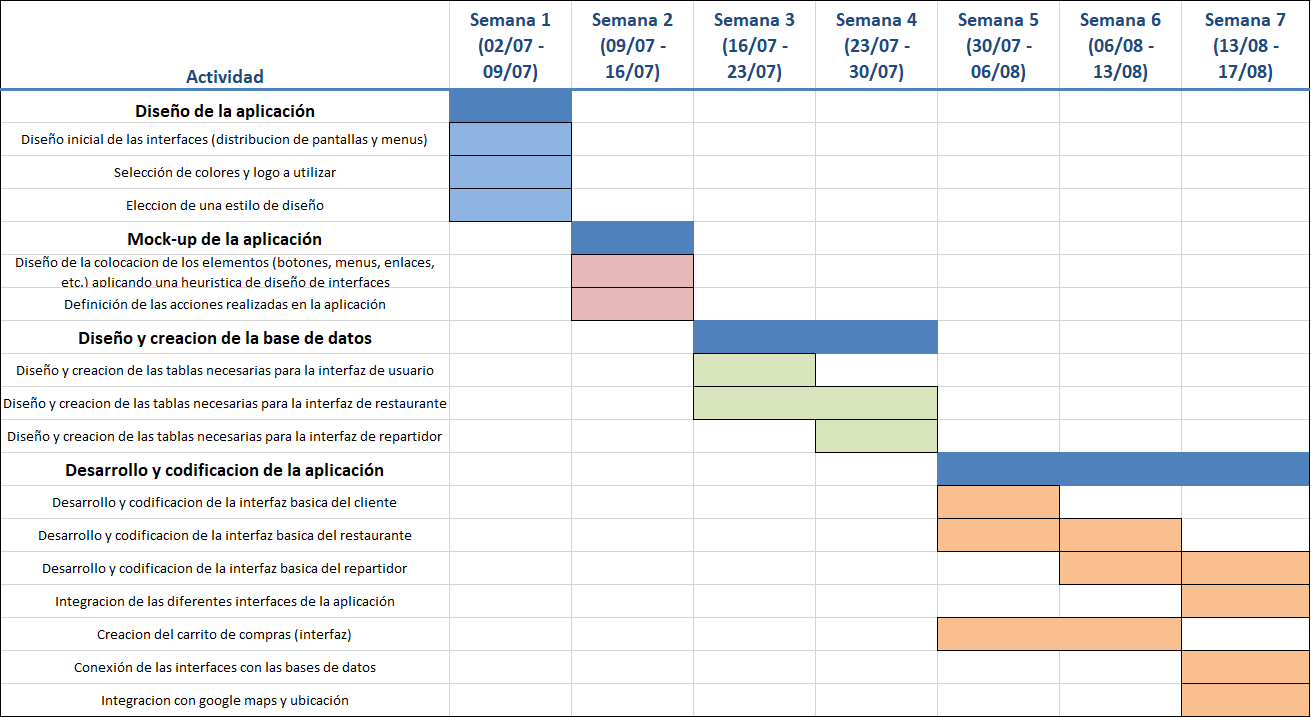 Actividad
Semana 1
(02/07 -
09/07)
Semana 2
(09/07 -
16/07)
Semana 3
(16/07 -
23/07)
Semana 4
(23/07 -
30/07)
Semana 5
(30/07 -
06/08)
Semana 6
(06/08 -
13/08)
Semana 7
(13/08 -
17/08)
Diseño de la aplicación
Diseño inicial de las interfaces (distribucion de pantallas y menus)
Selección de colores y logo a utilizar
Eleccion de una estilo de diseño
Mock-up de la aplicación
Diseño de la colocacion de los elementos (botones, menus, enlaces,
etc.) aplicando una heuristica de diseño de interfaces
Definición de las acciones realizadas en la aplicación
Diseño y creacion de la base de datos
Diseño y creacion de las tablas necesarias para la interfaz de usuario
Diseño y creacion de las tablas necesarias para la interfaz de restaurante
Diseño y creacion de las tablas necesarias para la interfaz de repartidor
Desarrollo y codificacion de la aplicación
Desarrollo y codificacion de la interfaz basica del cliente
Desarrollo y codificacion de la interfaz basica del restaurante
Desarrollo y codificacion de la interfaz basica del repartidor
Integracion de las diferentes interfaces de la aplicación
Creacion del carrito de compras (interfaz)
Conexión de las interfaces con las bases de datos
Integracion con google maps y ubicación